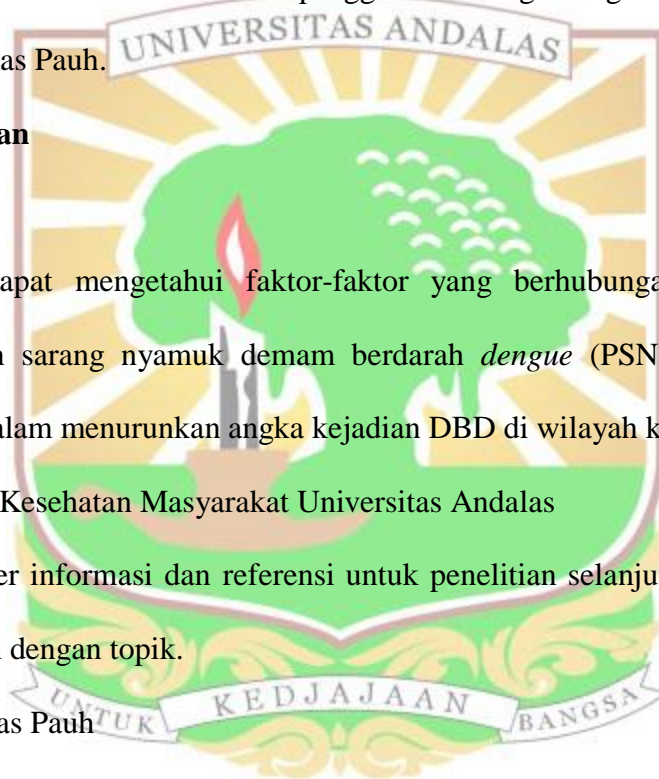 UNIVERSITAS ANDALAS
as Pauh.
an
apat mengetahui faktor-faktor yang berhubunga
n sarang nyamuk demam berdarah dengue (PSN
alam menurunkan angka kejadian DBD di wilayah k
Kesehatan Masyarakat Universitas Andalas
er informasi dan referensi untuk penelitian selanju
dengan topik.
as Pauh
UNTUK KEDJAJAAN BANGSA